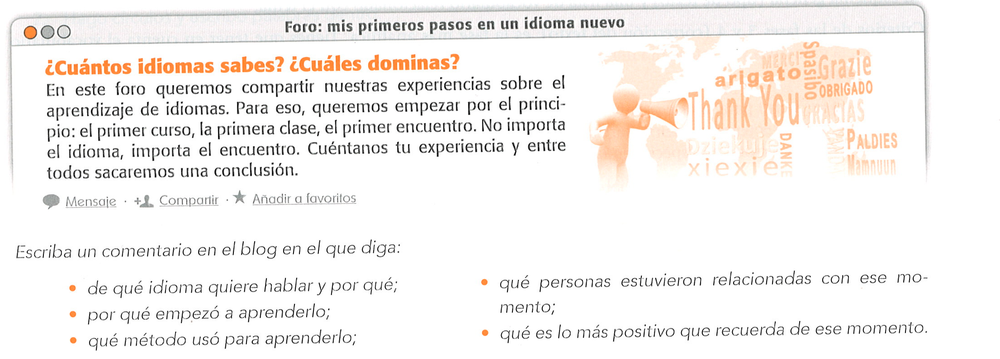 Foro: mis primeros pasos en un idioma nuevo
¿Cuántos idiomas sabes? ¿Cuáles dominas?
En este foro queremos compartir nuestras experiencias sobre el
aprendizaje de idiomas. Para eso, queremos empezar por el princi-
pio: el primer curso, la primera clase, el primer encuentro. No importa
el idioma, importa el encuentro. Cuéntanos tu experiencia y entre
todos sacaremos una conclusión.
MERCI
Spasibo
Grazie
arigato
OBRIGADO
Thank You
GRACIAS
Dziekuje
DANKE
PALDIES
xiexie
Mamnuun
Mensaje · Compartir · Añadir a favoritos
Escriba un comentario en el blog en el que diga:
• de qué idioma quiere hablar y por qué;
• por qué empezó a aprenderlo;
• qué método usó para aprenderlo;
• qué personas estuvieron relacionadas con ese mo-
mento;
• qué es lo más positivo que recuerda de ese momento.